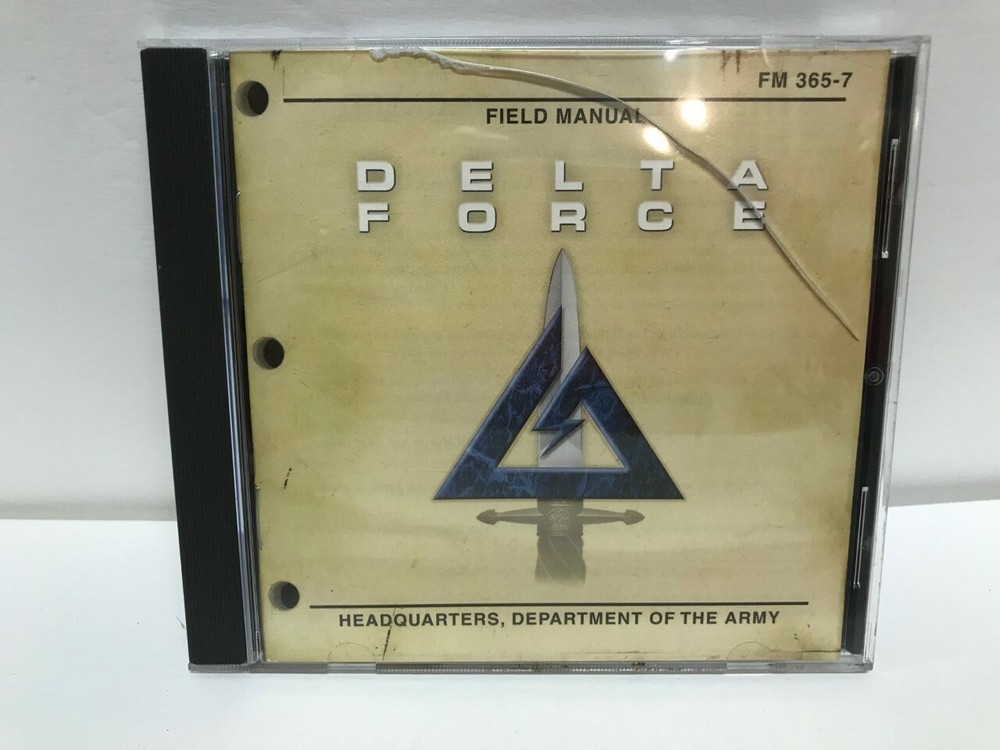 FM 365-7
FIELD MANUAL
DELTA
FORCE
HEADQUARTERS, DEPARTMENT OF THE ARMY